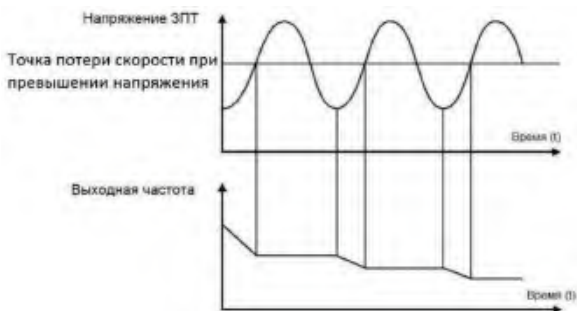 Напряжение ЗПТ
Точка потери скорости при
превышении напряжения
Время (t)
Выходная частота
Время (t)